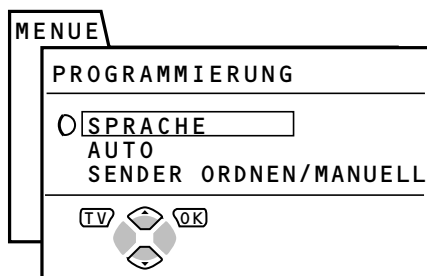 MENUE
PROGRAMMIERUNG
SPRACHE
AUTO
SENDER ORDNEN/MANUELL
TV OK